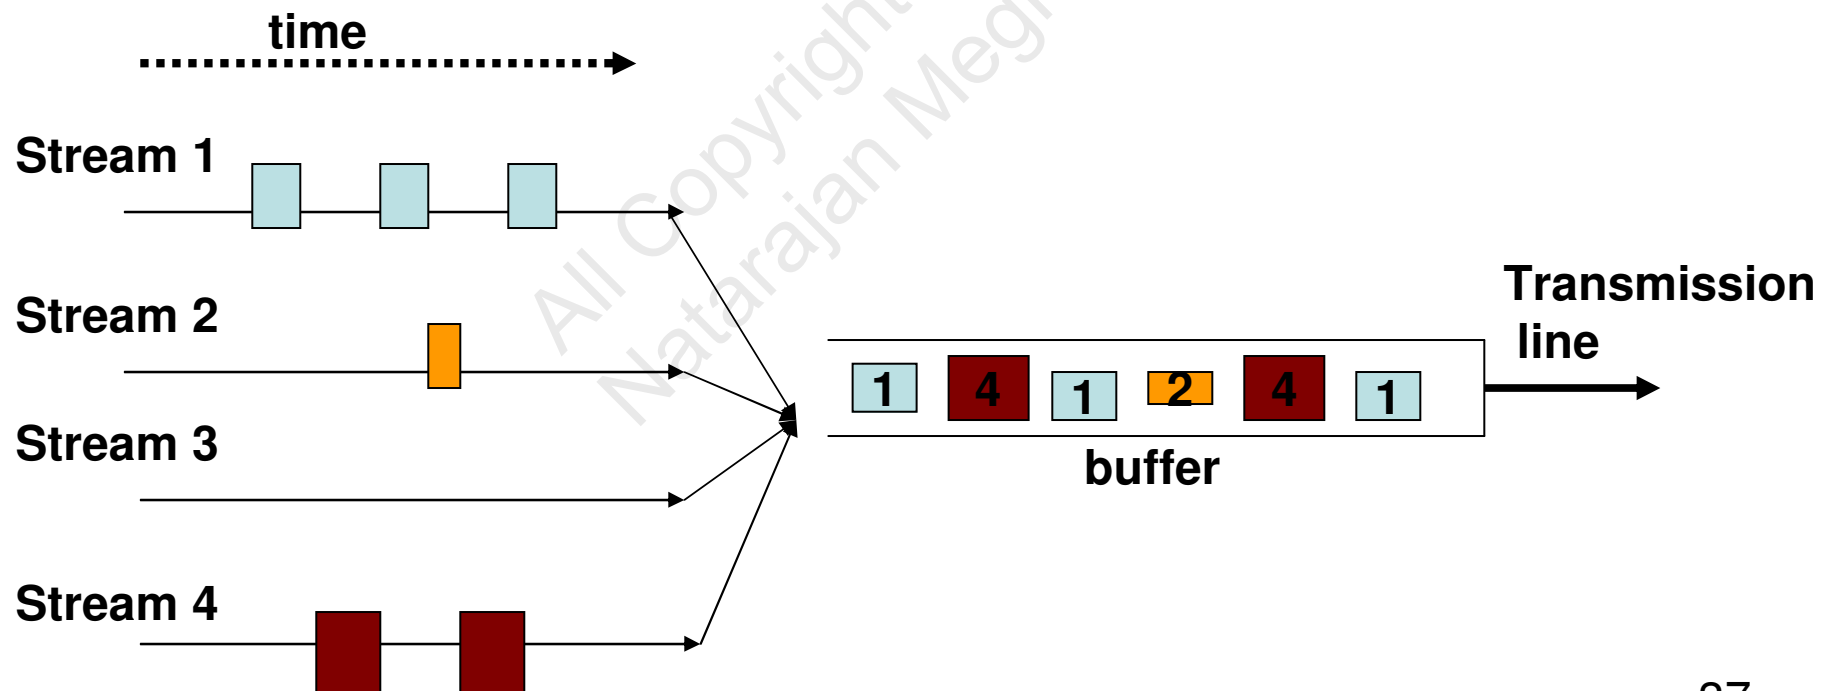 time
Stream 1
Stream 2
Stream 3
Stream 4
1 4 1 2 4 1
buffer
Transmission
line
All Copyright
Natarajan